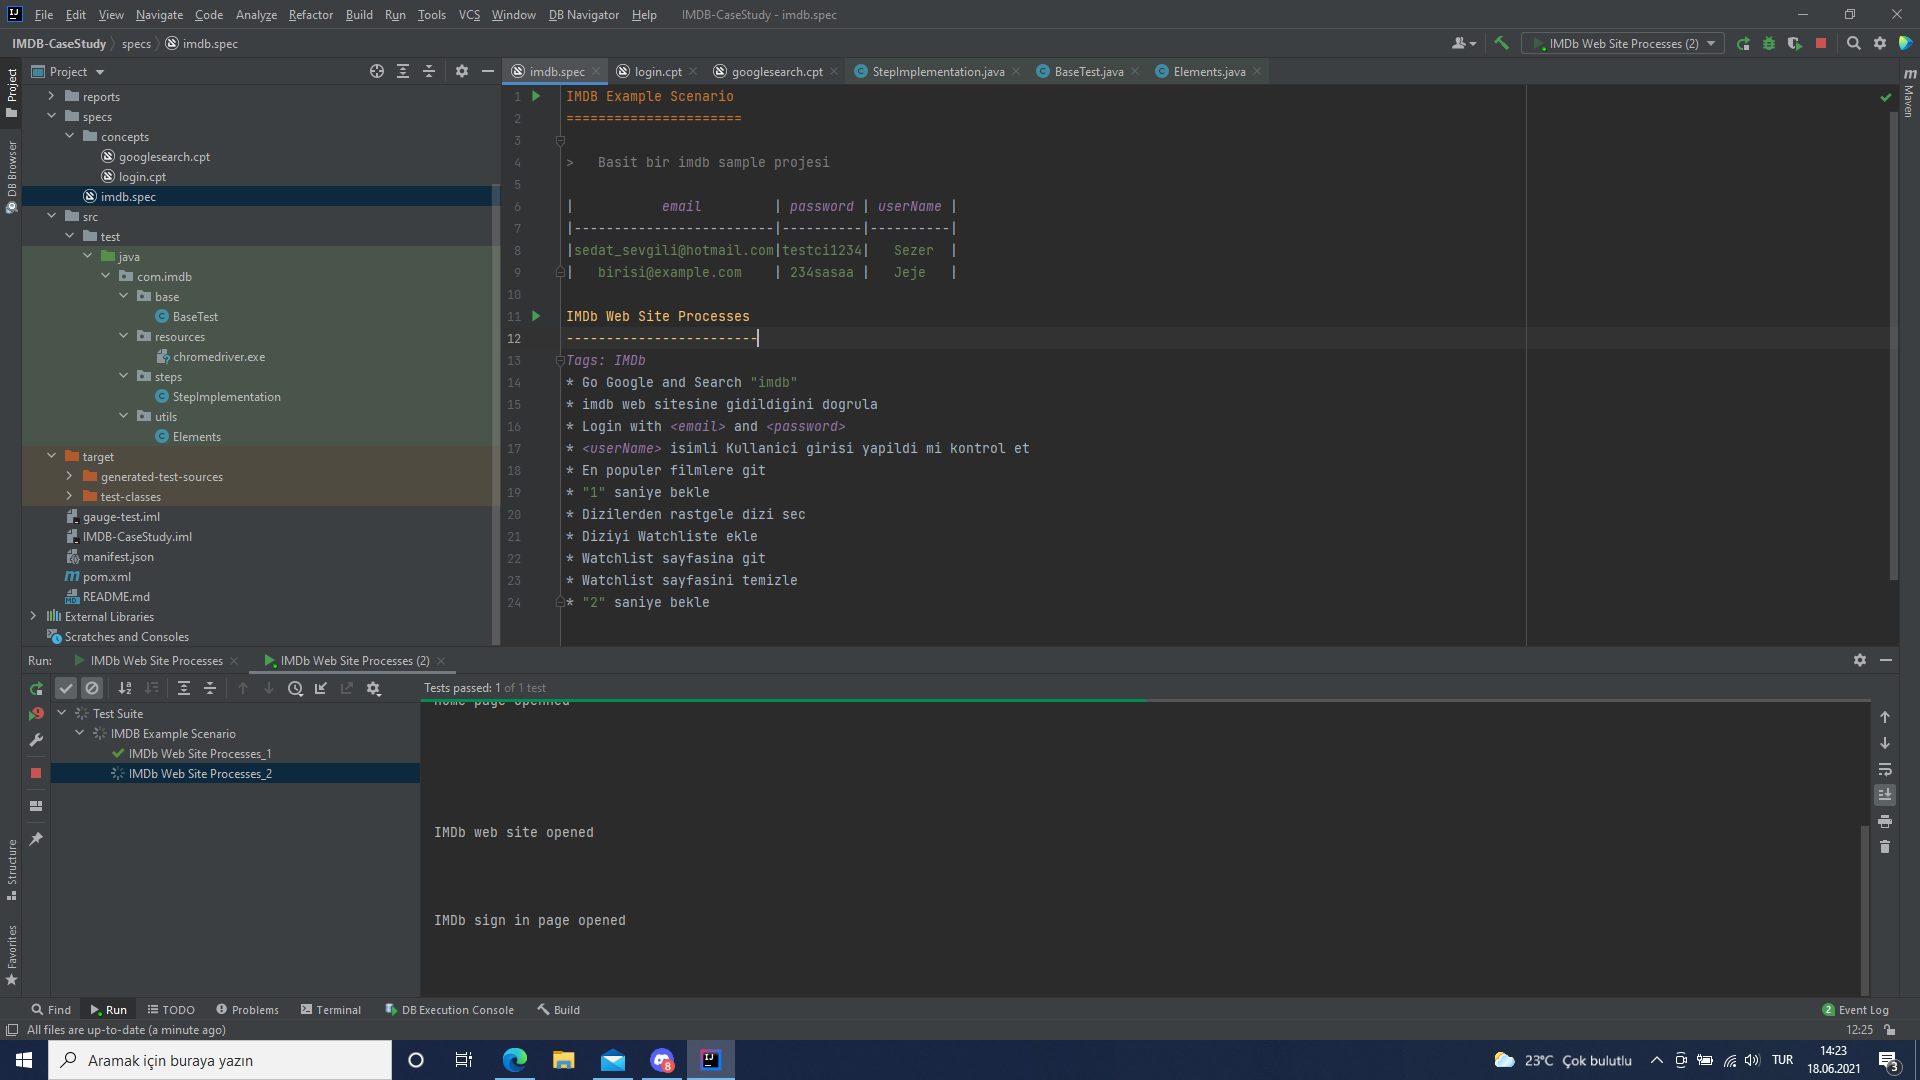 File Edit View Navigate Code Analyze Refactor Build Run Tools VCS Window DB Navigator Help IMDB-CaseStudy - imdb.spec
IMDB-CaseStudy specs imdb.spec
IMDb Web Site Processes (2)
Project
imdb.spec login.cpt googlesearch.cpt StepImplementation.java BaseTest.java Elements.java
Project
DB Browser
Structure
Favorites
Maven
reports
specs
concepts
googlesearch.cpt
login.cpt
imdb.spec
src
test
java
com.imdb
base
BaseTest
resources
chromedriver.exe
steps
StepImplementation
utils
Elements
target
generated-test-sources
test-classes
gauge-test.iml
IMDB-CaseStudy.iml
manifest.json
pom.xml
README.md
External Libraries
Scratches and Consoles
1 IMDB Example Scenario
2 ======================
3
4 > Basit bir imdb sample projesi
5
6 | email | password | userName |
7 |-------------------------|----------|----------|
8 |sedat_sevgili@hotmail.com|testci1234| Sezer |
9 | birisi@example.com | 234sasaa | Jeje |
10
11 IMDb Web Site Processes
12 ------------------------
13 Tags: IMDb
14 * Go Google and Search "imdb"
15 * imdb web sitesine gidildigini dogrula
16 * Login with <email> and <password>
17 * <userName> isimli Kullanici girisi yapildi mi kontrol et
18 * En populer filmlere git
19 * "1" saniye bekle
20 * Dizilerden rastgele dizi sec
21 * Diziyi Watchliste ekle
22 * Watchlist sayfasina git
23 * Watchlist sayfasini temizle
24 * "2" saniye bekle
Run: IMDb Web Site Processes IMDb Web Site Processes (2)
Tests passed: 1 of 1 test
Test Suite
IMDB Example Scenario
IMDb Web Site Processes_1
IMDb Web Site Processes_2
home page openned
IMDb web site opened
IMDb sign in page opened
Find Run TODO Problems Terminal DB Execution Console Build 2 Event Log
All files are up-to-date (a minute ago) 12:25
Aramak için buraya yazın 8 23°C Çok bulutlu TUR 14:23
18.06.2021 3